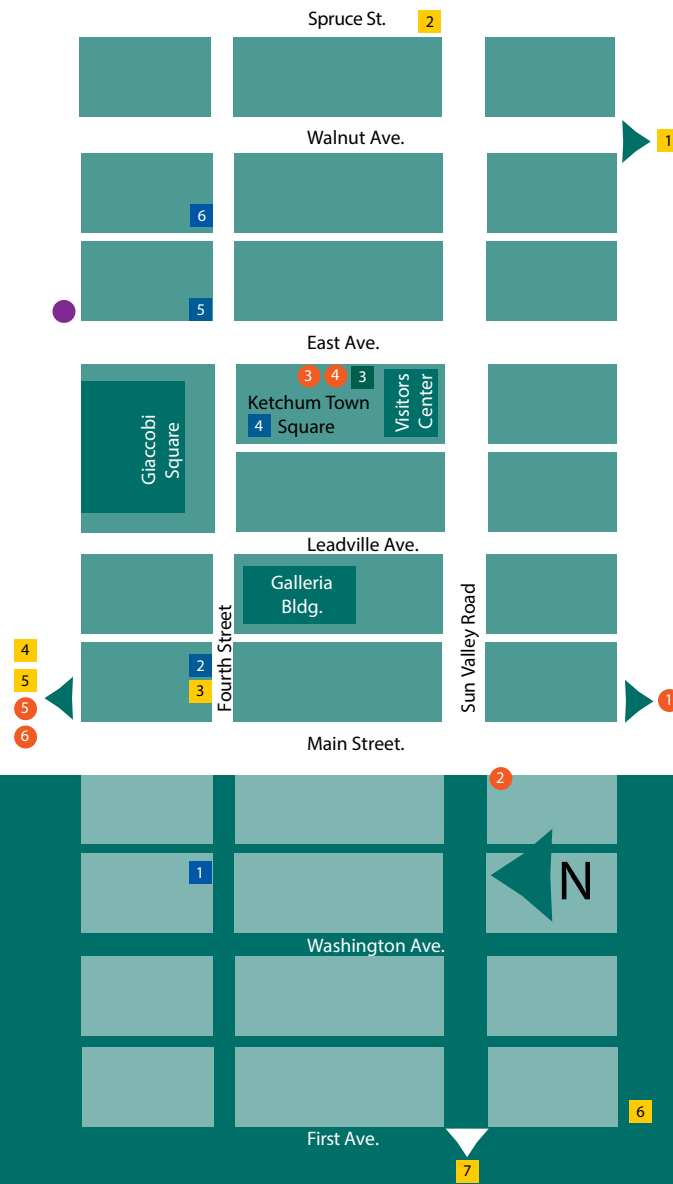 Spruce St.
2
Walnut Ave.
1
6
5
East Ave.
3
4
3
Ketchum Town
4
Square
Visitors
Center
Giaccobi
Square
Leadville Ave.
Galleria
Bldg.
Fourth Street
Sun Valley Road
4
5
5
6
2
3
1
Main Street.
2
1
N
Washington Ave.
6
First Ave.
7